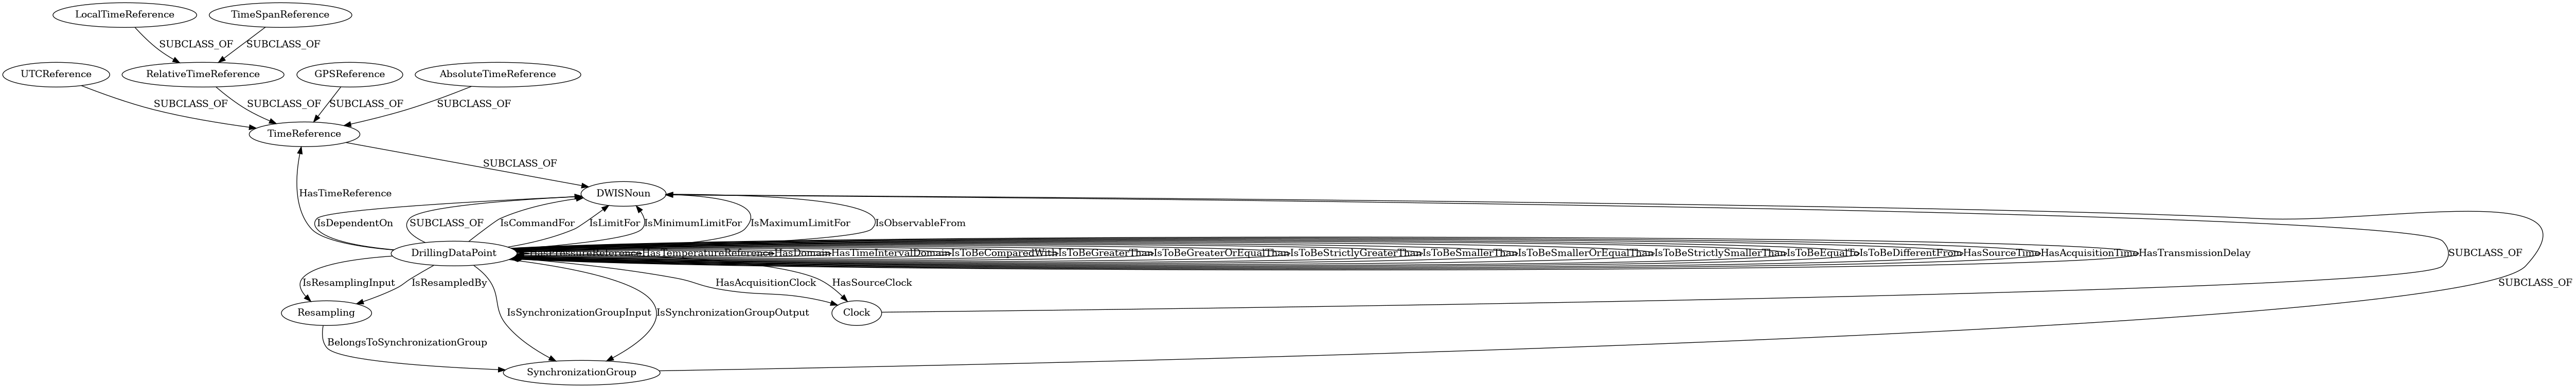 LocalTimeReference
TimeSpanReference
SUBCLASS_OF
SUBCLASS_OF
UTCReference
RelativeTimeReference
GPSReference
AbsoluteTimeReference
SUBCLASS_OF
SUBCLASS_OF
SUBCLASS_OF
SUBCLASS_OF
TimeReference
SUBCLASS_OF
HasTimeReference
DWISNoun
IsDependentOn
SUBCLASS_OF
IsCommandFor
IsLimitFor
IsMinimumLimitFor
IsMaximumLimitFor
IsObservableFrom
DrillingDataPoint
HasPressureReference
HasTemperatureReference
HasDomain
HasTimeIntervalDomain
IsToBeComparedWith
IsToBeGreaterThan
IsToBeGreaterOrEqualThan
IsToBeStrictlyGreaterThan
IsToBeSmallerThan
IsToBeSmallerOrEqualThan
IsToBeStrictlySmallerThan
IsToBeEqualTo
IsToBeDifferentFrom
HasSourceTime
HasAcquisitionTime
HasTransmissionDelay
SUBCLASS_OF
IsResamplingInput
IsResampledBy
HasAcquisitionClock
HasSourceClock
SUBCLASS_OF
Resampling
IsSynchronizationGroupInput
IsSynchronizationGroupOutput
Clock
BelongsToSynchronizationGroup
SynchronizationGroup